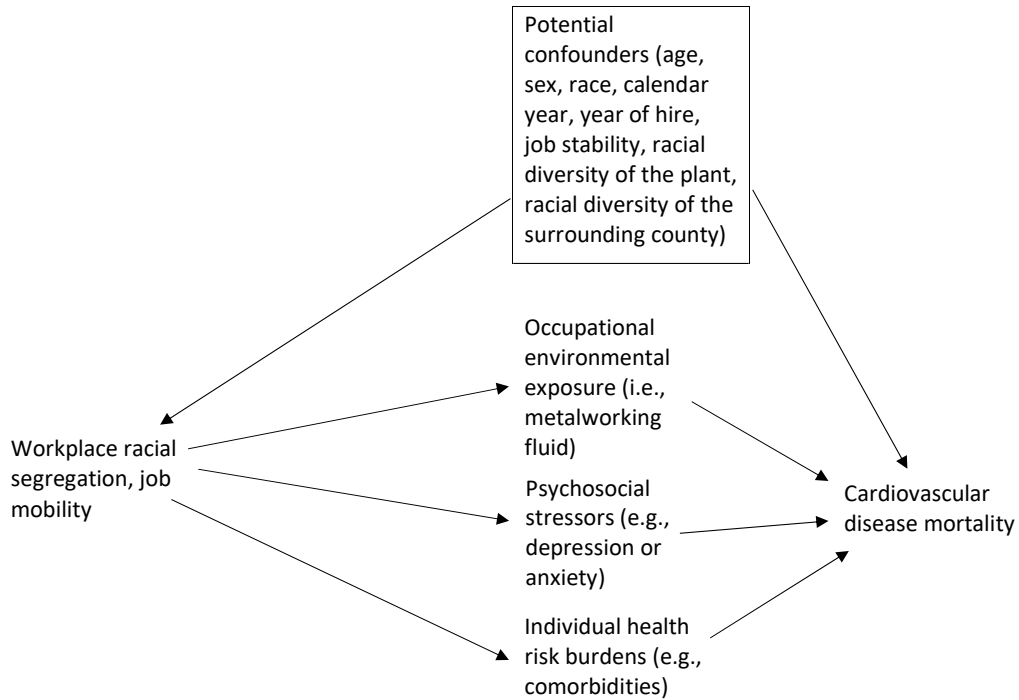 Potential
confounders (age,
sex, race, calendar
year, year of hire,
job stability, racial
diversity of the plant,
racial diversity of the
surrounding county)
Occupational
environmental
exposure (i.e.,
metalworking
fluid)
Workplace racial
segregation, job
mobility
Psychosocial
stressors (e.g.,
depression or
anxiety)
Cardiovascular
disease mortality
Individual health
risk burdens (e.g.,
comorbidities)